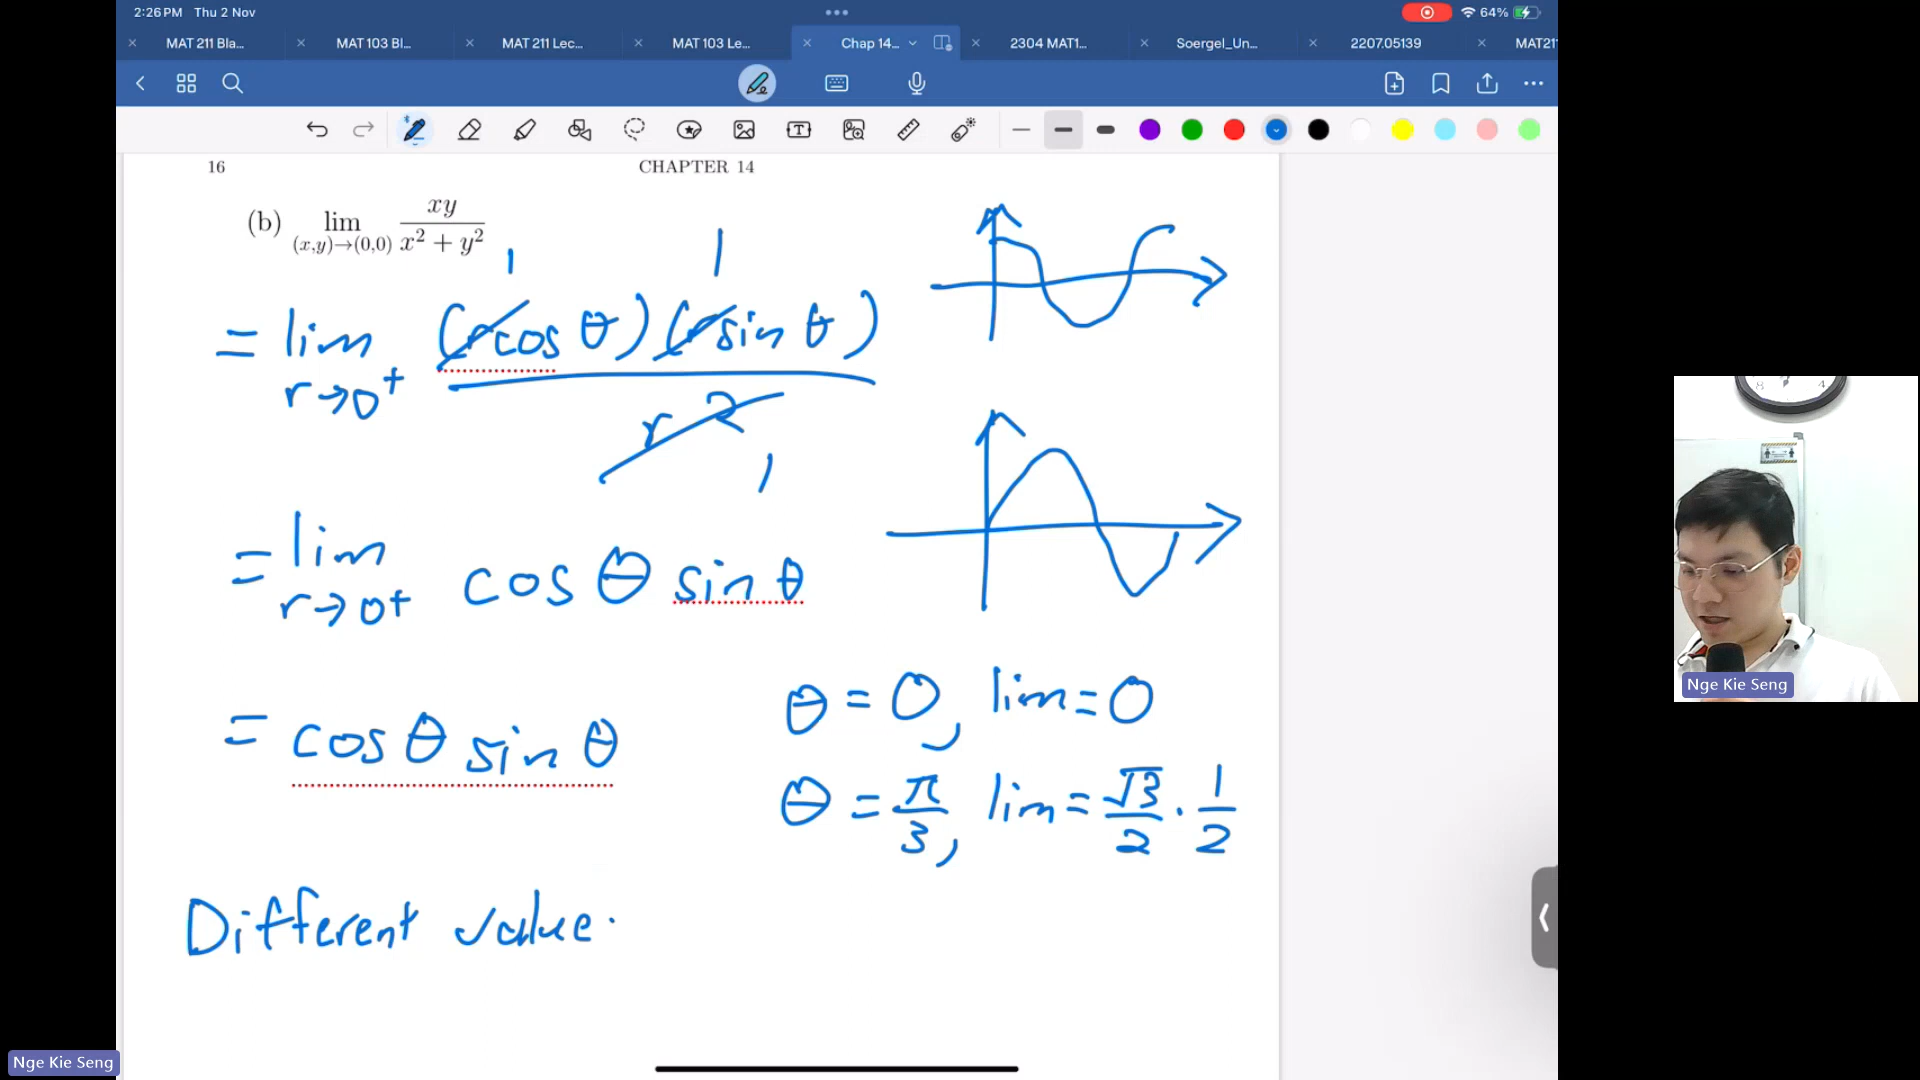 2:26 PM Thu 2 Nov
64%
MAT 211 Bla...
MAT 103 Bl...
MAT 211 Lec...
MAT 103 Le...
Chap 14...
2304 MAT1...
Soergel_Un...
2207.05139
MAT21
16 CHAPTER 14
(b) lim (x,y)→(0,0) xy / x² + y²
1 1
= lim r→0⁺ (r cos θ)(r sin θ) / r²
1
= lim r→0⁺ cos θ sin θ
θ = 0, lim = 0
= cos θ sin θ
θ = π/3, lim = √3/2 · 1/2
Different value.
Nge Kie Seng
Nge Kie Seng